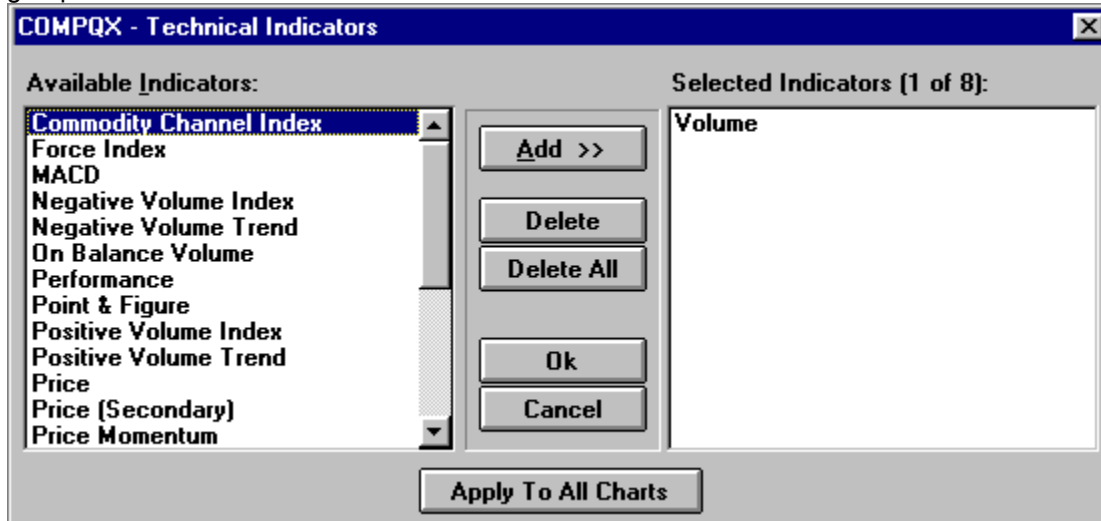 COMPQX - Technical Indicators
Available Indicators:
Selected Indicators (1 of 8):
Commodity Channel Index
Force Index
MACD
Negative Volume Index
Negative Volume Trend
On Balance Volume
Performance
Point & Figure
Positive Volume Index
Positive Volume Trend
Price
Price (Secondary)
Price Momentum
Add >>
Delete
Delete All
Ok
Cancel
Volume
Apply To All Charts